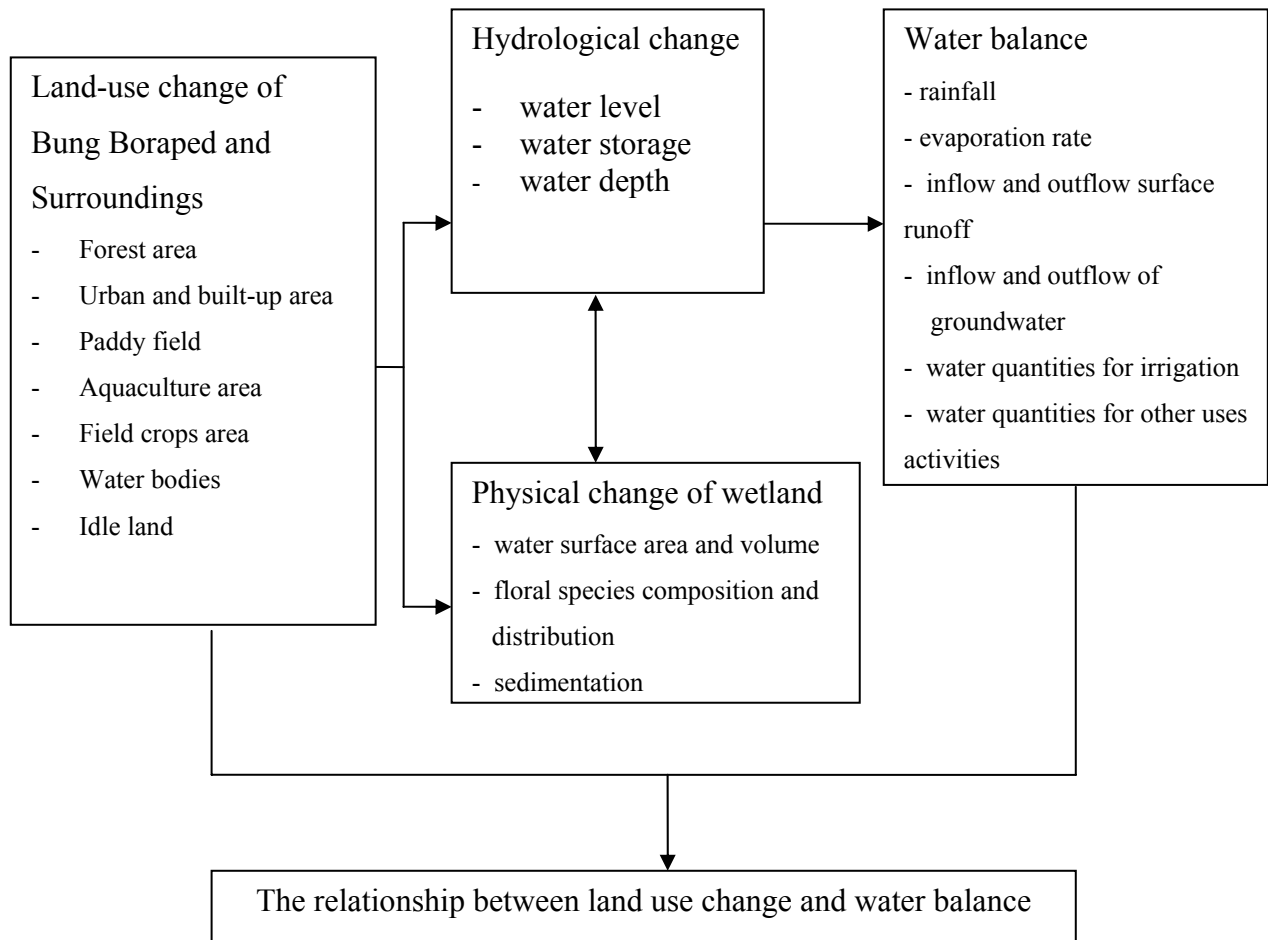 Land-use change of
Bung Boraped and
Surroundings
- Forest area
- Urban and built-up area
- Paddy field
- Aquaculture area
- Field crops area
- Water bodies
- Idle land
Hydrological change
- water level
- water storage
- water depth
Physical change of wetland
- water surface area and volume
- floral species composition and
distribution
- sedimentation
Water balance
- rainfall
- evaporation rate
- inflow and outflow surface
runoff
- inflow and outflow of
groundwater
- water quantities for irrigation
- water quantities for other uses
activities
The relationship between land use change and water balance